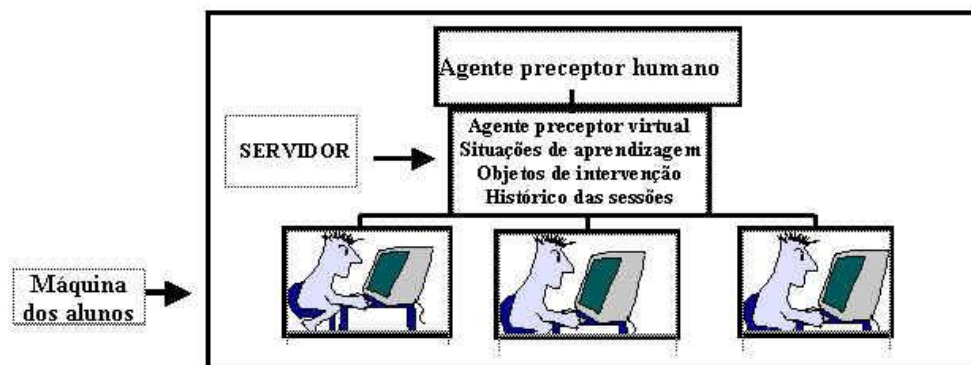 Agente preceptor humano
SERVIDOR
Agente preceptor virtual
Situações de aprendizagem
Objetos de intervenção
Histórico das sessões
Máquina
dos alunos